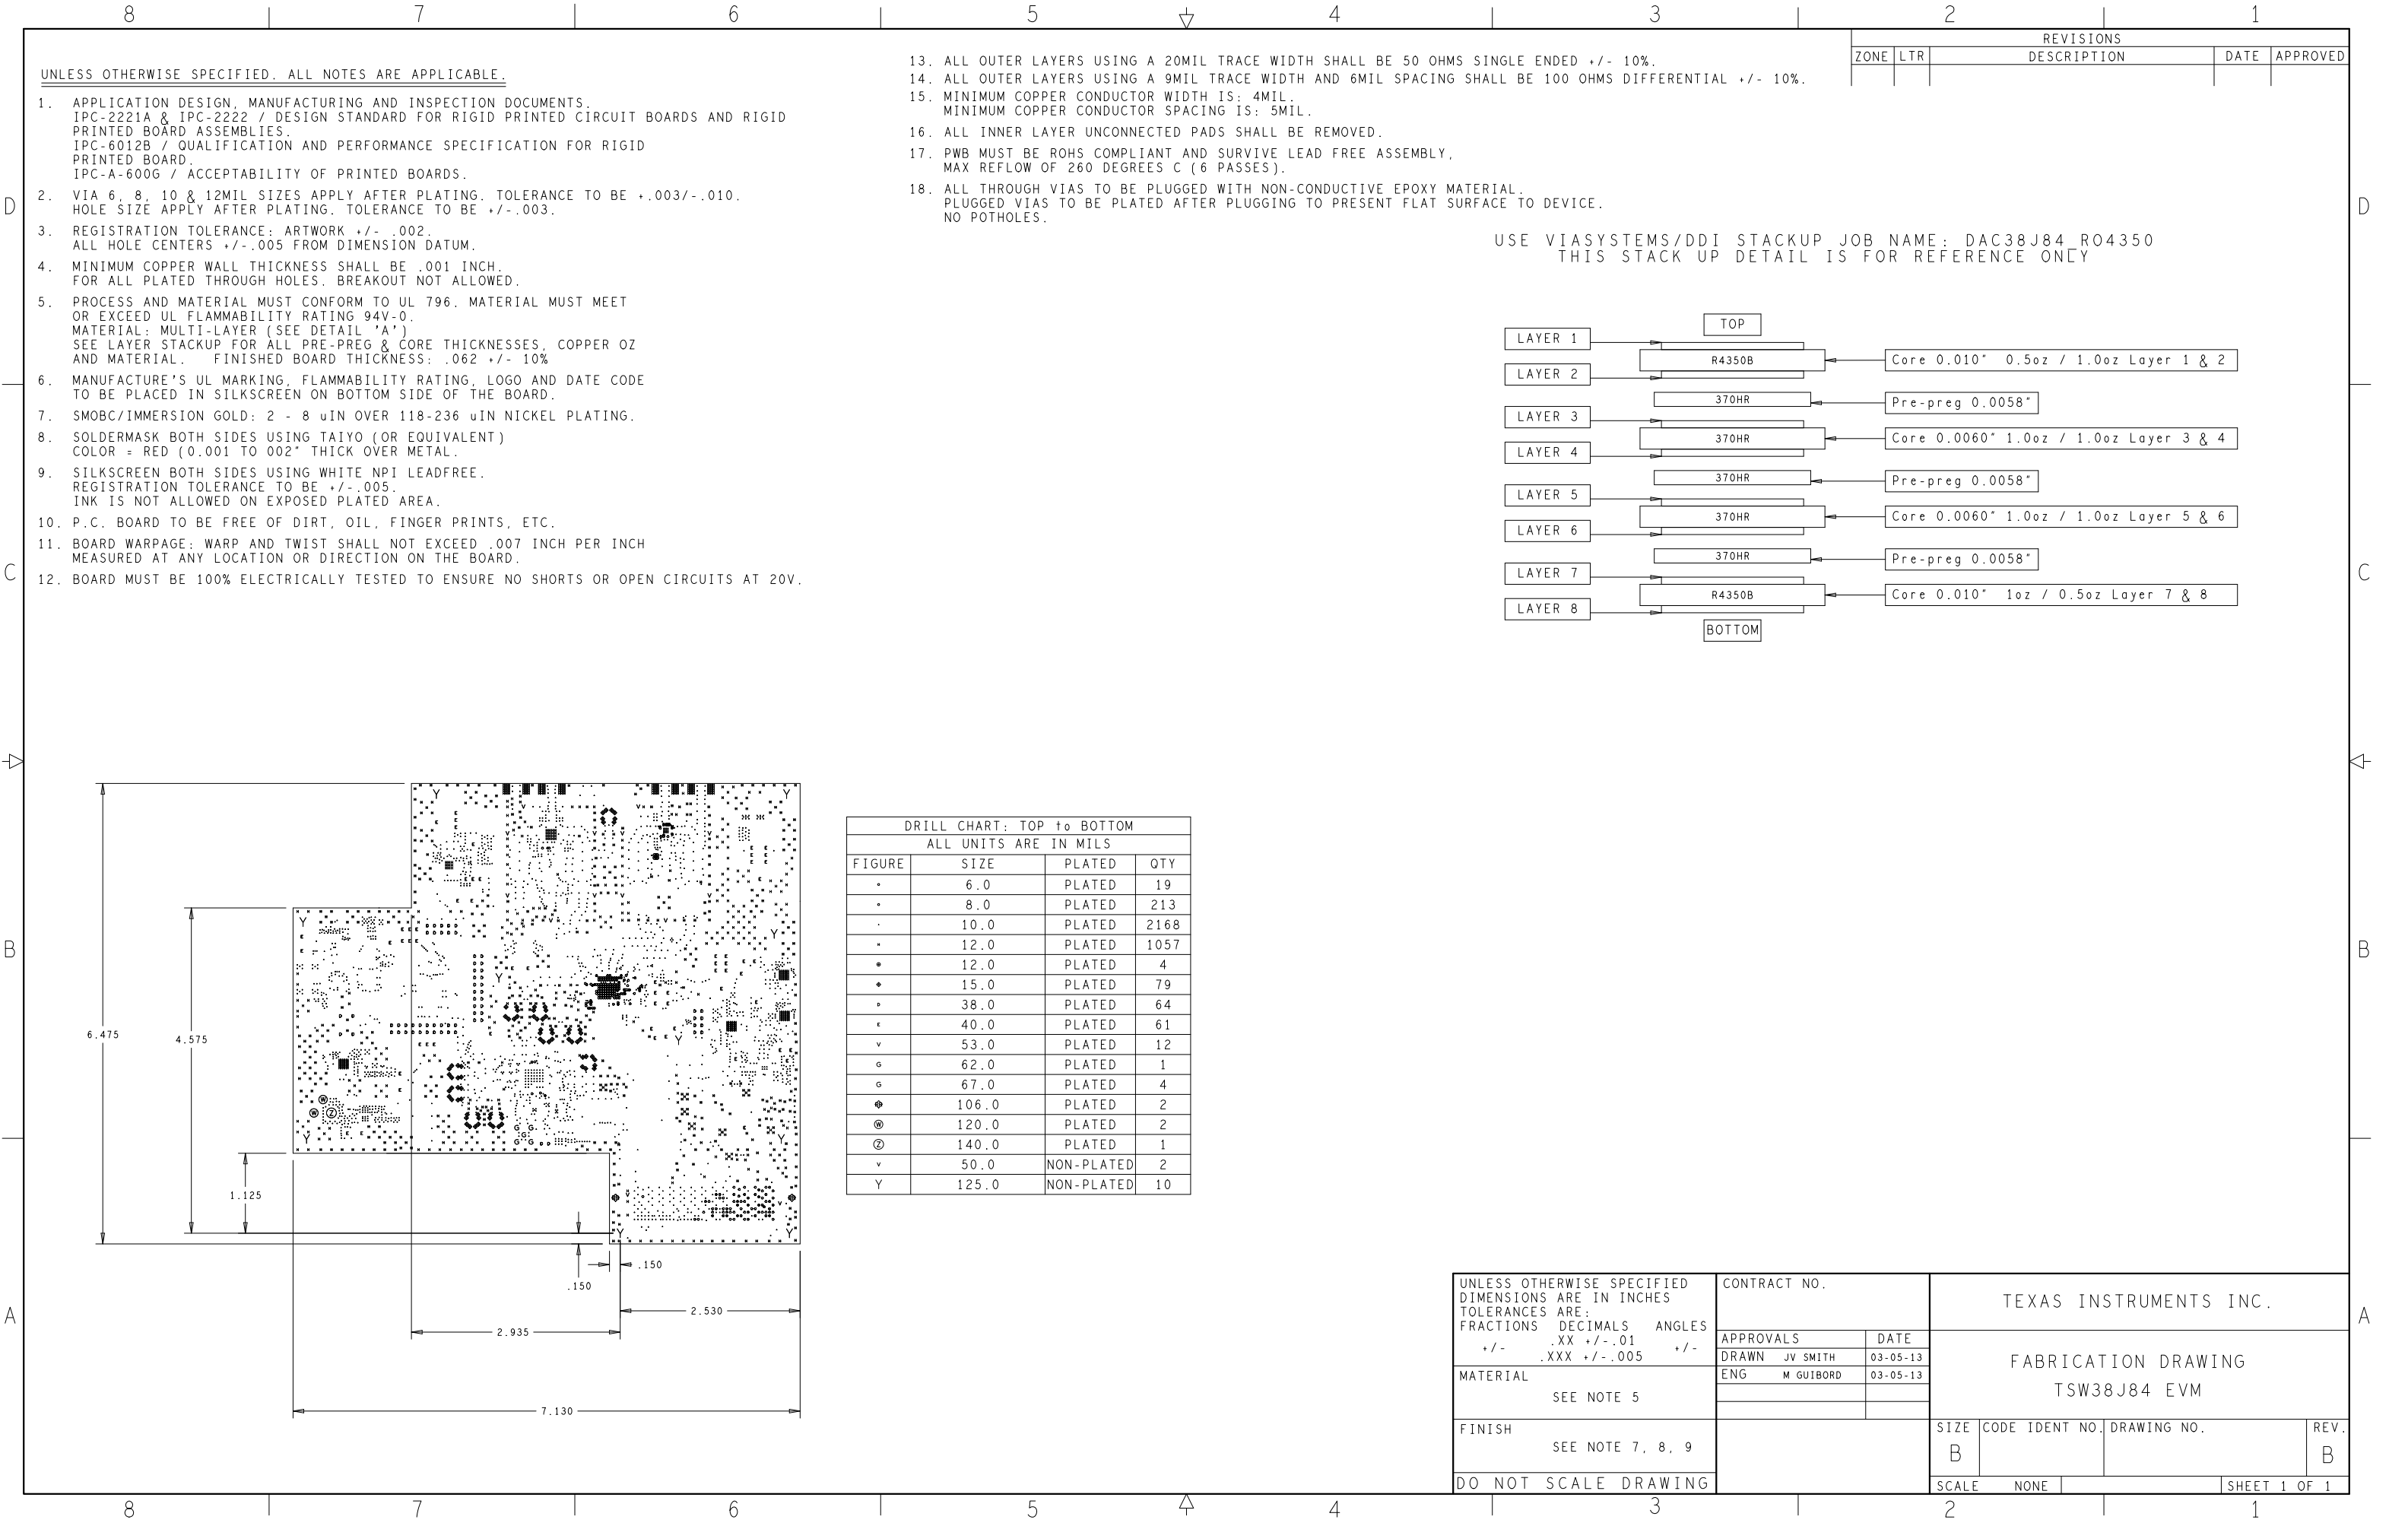 8 7 6 5 4 3 2 1
REVISIONS
ZONE LTR DESCRIPTION DATE APPROVED
UNLESS OTHERWISE SPECIFIED. ALL NOTES ARE APPLICABLE.
1. APPLICATION DESIGN, MANUFACTURING AND INSPECTION DOCUMENTS.
IPC-2221A & IPC-2222 / DESIGN STANDARD FOR RIGID PRINTED CIRCUIT BOARDS AND RIGID
PRINTED BOARD ASSEMBLIES.
IPC-6012B / QUALIFICATION AND PERFORMANCE SPECIFICATION FOR RIGID
PRINTED BOARD.
IPC-A-600G / ACCEPTABILITY OF PRINTED BOARDS.
2. VIA 6, 8, 10 & 12MIL SIZES APPLY AFTER PLATING. TOLERANCE TO BE +.003/-.010.
HOLE SIZE APPLY AFTER PLATING. TOLERANCE TO BE +/-.003.
3. REGISTRATION TOLERANCE: ARTWORK +/- .002.
ALL HOLE CENTERS +/-.005 FROM DIMENSION DATUM.
4. MINIMUM COPPER WALL THICKNESS SHALL BE .001 INCH.
FOR ALL PLATED THROUGH HOLES. BREAKOUT NOT ALLOWED.
5. PROCESS AND MATERIAL MUST CONFORM TO UL 796. MATERIAL MUST MEET
OR EXCEED UL FLAMMABILITY RATING 94V-0.
MATERIAL: MULTI-LAYER (SEE DETAIL 'A')
SEE LAYER STACKUP FOR ALL PRE-PREG & CORE THICKNESSES, COPPER OZ
AND MATERIAL. FINISHED BOARD THICKNESS: .062 +/- 10%
6. MANUFACTURE'S UL MARKING, FLAMMABILITY RATING, LOGO AND DATE CODE
TO BE PLACED IN SILKSCREEN ON BOTTOM SIDE OF THE BOARD.
7. SMOBC/IMMERSION GOLD: 2 - 8 uIN OVER 118-236 uIN NICKEL PLATING.
8. SOLDERMASK BOTH SIDES USING TAIYO (OR EQUIVALENT)
COLOR = RED (0.001 TO 002" THICK OVER METAL.
9. SILKSCREEN BOTH SIDES USING WHITE NPI LEADFREE.
REGISTRATION TOLERANCE TO BE +/-.005.
INK IS NOT ALLOWED ON EXPOSED PLATED AREA.
10. P.C. BOARD TO BE FREE OF DIRT, OIL, FINGER PRINTS, ETC.
11. BOARD WARPAGE: WARP AND TWIST SHALL NOT EXCEED .007 INCH PER INCH
MEASURED AT ANY LOCATION OR DIRECTION ON THE BOARD.
12. BOARD MUST BE 100% ELECTRICALLY TESTED TO ENSURE NO SHORTS OR OPEN CIRCUITS AT 20V.
13. ALL OUTER LAYERS USING A 20MIL TRACE WIDTH SHALL BE 50 OHMS SINGLE ENDED +/- 10%.
14. ALL OUTER LAYERS USING A 9MIL TRACE WIDTH AND 6MIL SPACING SHALL BE 100 OHMS DIFFERENTIAL +/- 10%.
15. MINIMUM COPPER CONDUCTOR WIDTH IS: 4MIL.
MINIMUM COPPER CONDUCTOR SPACING IS: 5MIL.
16. ALL INNER LAYER UNCONNECTED PADS SHALL BE REMOVED.
17. PWB MUST BE ROHS COMPLIANT AND SURVIVE LEAD FREE ASSEMBLY,
MAX REFLOW OF 260 DEGREES C (6 PASSES).
18. ALL THROUGH VIAS TO BE PLUGGED WITH NON-CONDUCTIVE EPOXY MATERIAL.
PLUGGED VIAS TO BE PLATED AFTER PLUGGING TO PRESENT FLAT SURFACE TO DEVICE.
NO POTHOLES.
D D
USE VIASYSTEMS/DDI STACKUP JOB NAME: DAC38J84_RO4350
THIS STACK UP DETAIL IS FOR REFERENCE ONLY
TOP
LAYER 1
R4350B Core 0.010" 0.5oz / 1.0oz Layer 1 & 2
LAYER 2
370HR Pre-preg 0.0058"
LAYER 3
370HR Core 0.0060" 1.0oz / 1.0oz Layer 3 & 4
LAYER 4
370HR Pre-preg 0.0058"
LAYER 5
370HR Core 0.0060" 1.0oz / 1.0oz Layer 5 & 6
LAYER 6
370HR Pre-preg 0.0058"
LAYER 7
R4350B Core 0.010" 1oz / 0.5oz Layer 7 & 8
LAYER 8
BOTTOM
C C
B B
6.475
4.575
1.125
.150
.150
2.530
2.935
7.130
DRILL CHART: TOP to BOTTOM
ALL UNITS ARE IN MILS
FIGURE SIZE PLATED QTY
6.0 PLATED 19
8.0 PLATED 213
10.0 PLATED 2168
12.0 PLATED 1057
12.0 PLATED 4
15.0 PLATED 79
38.0 PLATED 64
E 40.0 PLATED 61
V 53.0 PLATED 12
G 62.0 PLATED 1
G 67.0 PLATED 4
106.0 PLATED 2
W 120.0 PLATED 2
Z 140.0 PLATED 1
V 50.0 NON-PLATED 2
Y 125.0 NON-PLATED 10
A A
UNLESS OTHERWISE SPECIFIED
DIMENSIONS ARE IN INCHES
TOLERANCES ARE:
FRACTIONS DECIMALS ANGLES
+/- .XX +/-.01 +/-
.XXX +/-.005
MATERIAL
SEE NOTE 5
FINISH
SEE NOTE 7, 8, 9
DO NOT SCALE DRAWING
CONTRACT NO.
APPROVALS DATE
DRAWN JV SMITH 03-05-13
ENG M GUIBORD 03-05-13
TEXAS INSTRUMENTS INC.
FABRICATION DRAWING
TSW38J84 EVM
SIZE CODE IDENT NO. DRAWING NO. REV.
B B
SCALE NONE SHEET 1 OF 1
8 7 6 5 4 3 2 1